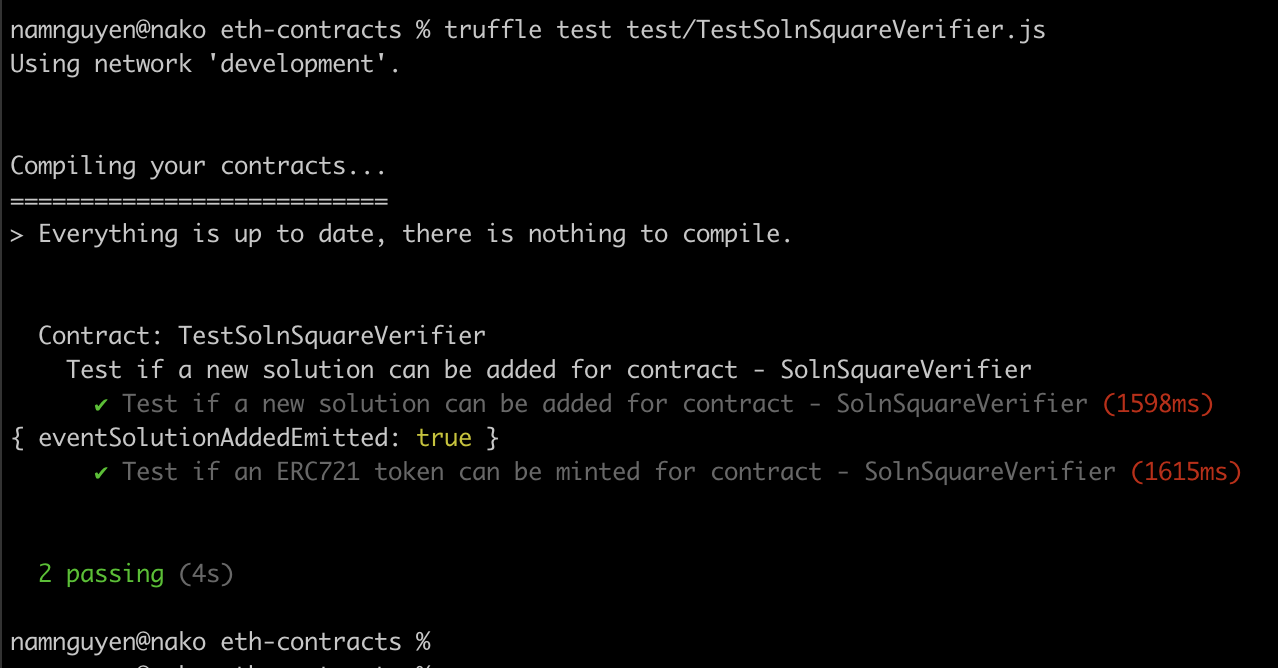 namnguyen@nako eth-contracts % truffle test test/TestSolnSquareVerifier.js
Using network 'development'.
Compiling your contracts...
===========================
> Everything is up to date, there is nothing to compile.
Contract: TestSolnSquareVerifier
Test if a new solution can be added for contract - SolnSquareVerifier
✔ Test if a new solution can be added for contract - SolnSquareVerifier (1598ms)
{ eventSolutionAddedEmitted: true }
✔ Test if an ERC721 token can be minted for contract - SolnSquareVerifier (1615ms)
2 passing (4s)
namnguyen@nako eth-contracts %